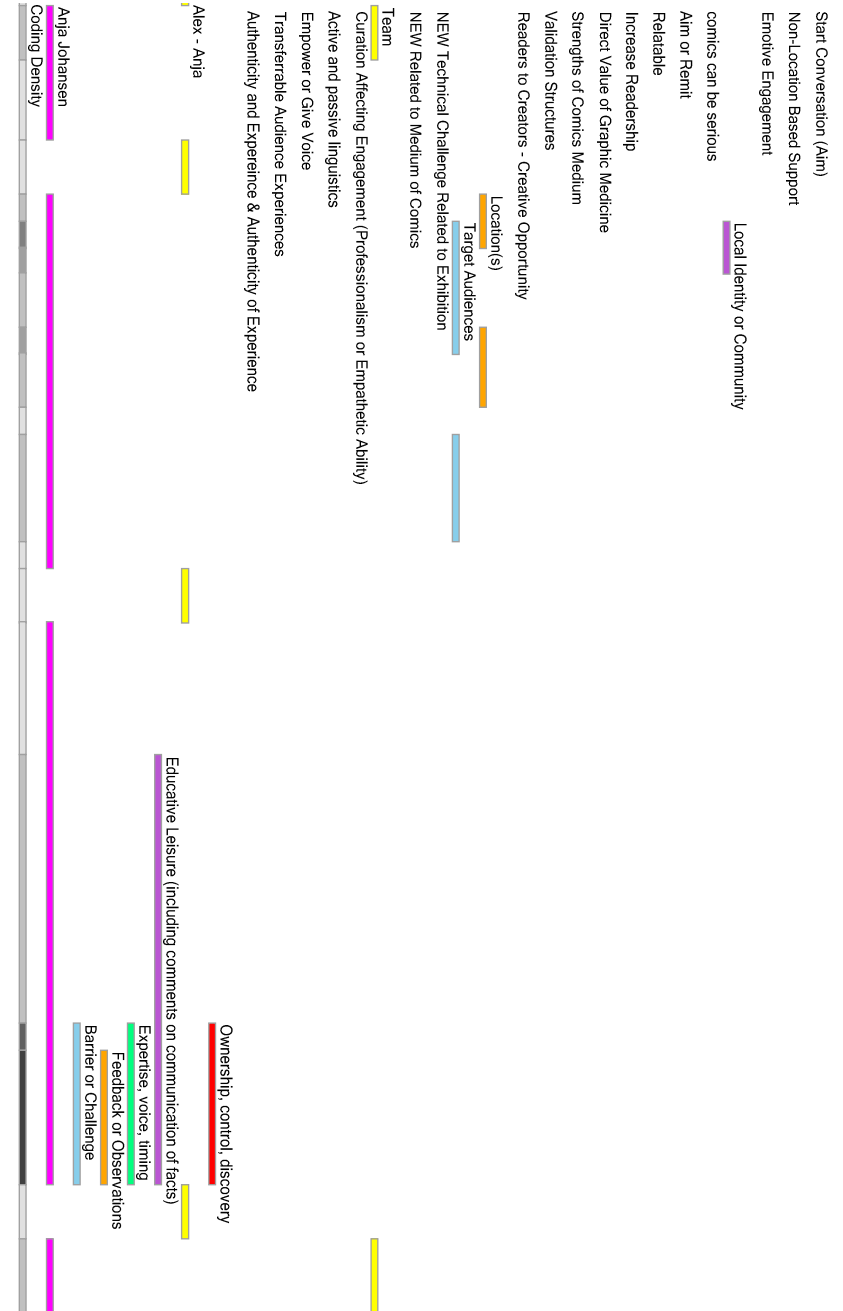 Start Conversation (Aim)
Non-Location Based Support
Emotive Engagement
Local Identity or Community
comics can be serious
Aim or Remit
Relatable
Increase Readership
Direct Value of Graphic Medicine
Strengths of Comics Medium
Validation Structures
Readers to Creators - Creative Opportunity
Location(s)
Target Audiences
NEW Technical Challenge Related to Exhibition
NEW Related to Medium of Comics
Team
Curation Affecting Engagement (Professionalism or Empathetic Ability)
Active and passive linguistics
Empower or Give Voice
Transferrable Audience Experiences
Authenticity and Expereince & Authenticity of Experience
Ownership, control, discovery
Alex - Anja
Educative Leisure (including comments on communication of facts)
Expertise, voice, timing
Feedback or Observations
Barrier or Challenge
Anja Johansen
Coding Density